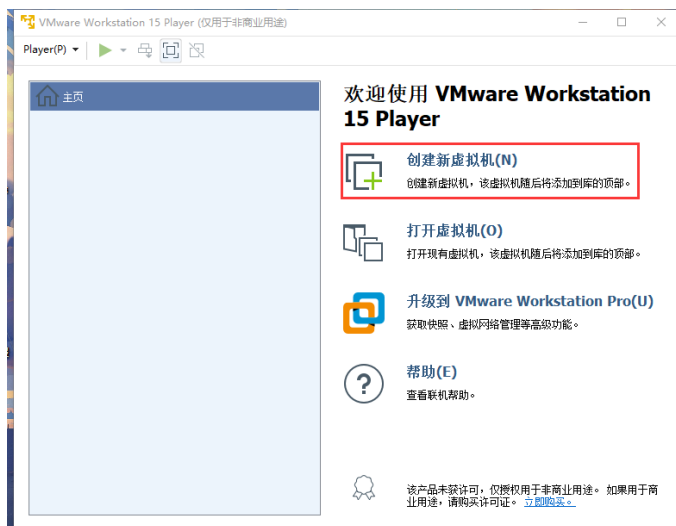 VMware Workstation 15 Player (仅用于非商业用途)
Player(P)
主页
欢迎使用 VMware Workstation
15 Player
创建新虚拟机(N)
创建新虚拟机，该虚拟机随后将添加到库的顶部。
打开虚拟机(O)
打开现有虚拟机，该虚拟机随后将添加到库的顶部。
升级到 VMware Workstation Pro(U)
获取快照、虚拟网络管理等高级功能。
帮助(E)
查看联机帮助。
该产品未获许可，仅授权用于非商业用途。 如果用于商
业用途，请购买许可证。 立即购买。